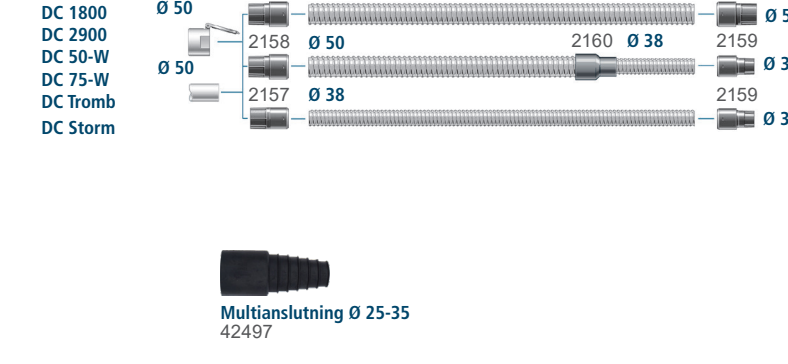 DC 1800
DC 2900
DC 50-W
DC 75-W
DC Tromb
DC Storm
Ø 50
Ø 50
2158 Ø 50 2160 Ø 38 2159
2157 Ø 38 2159
Multianslutning Ø 25-35
42497